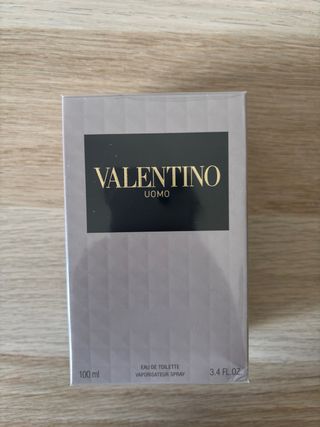 VALENTINO
UOMO
EAU DE TOILETTE
100 ml VAPORISATEUR SPRAY 3.4 FL.OZ